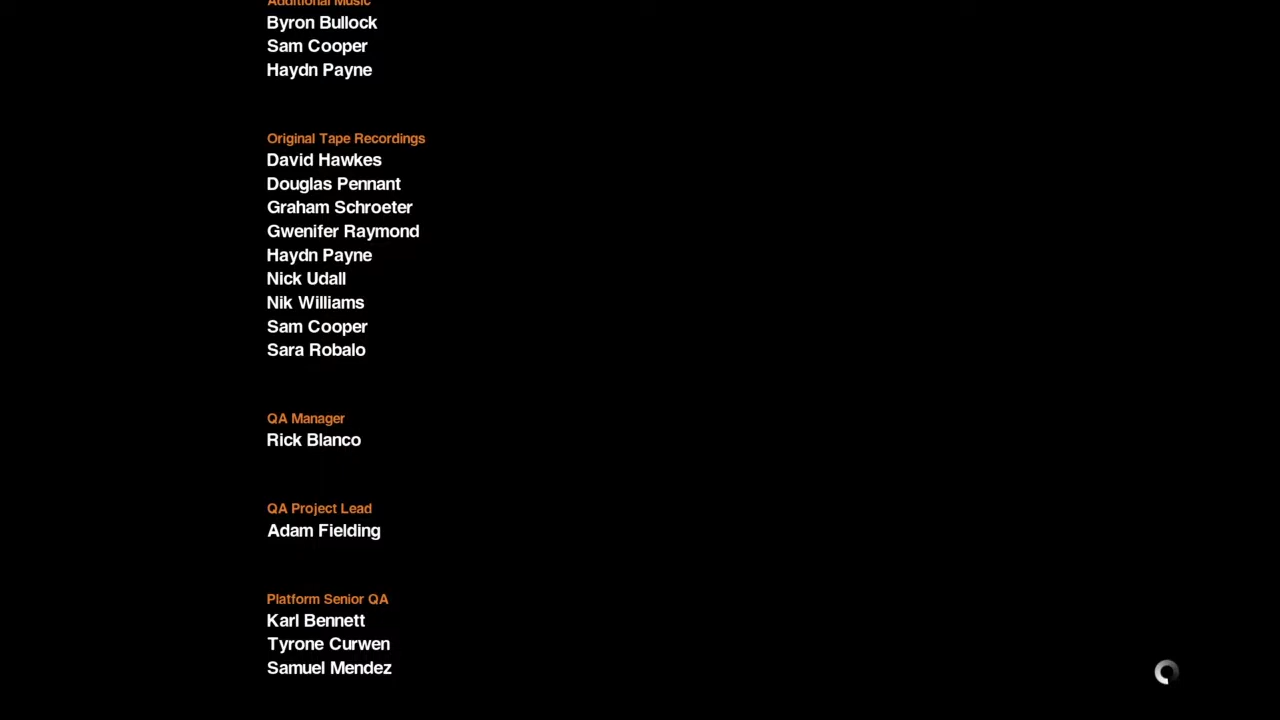 Additional Music
Byron Bullock
Sam Cooper
Haydn Payne
Original Tape Recordings
David Hawkes
Douglas Pennant
Graham Schroeter
Gwenifer Raymond
Haydn Payne
Nick Udall
Nik Williams
Sam Cooper
Sara Robalo
QA Manager
Rick Blanco
QA Project Lead
Adam Fielding
Platform Senior QA
Karl Bennett
Tyrone Curwen
Samuel Mendez